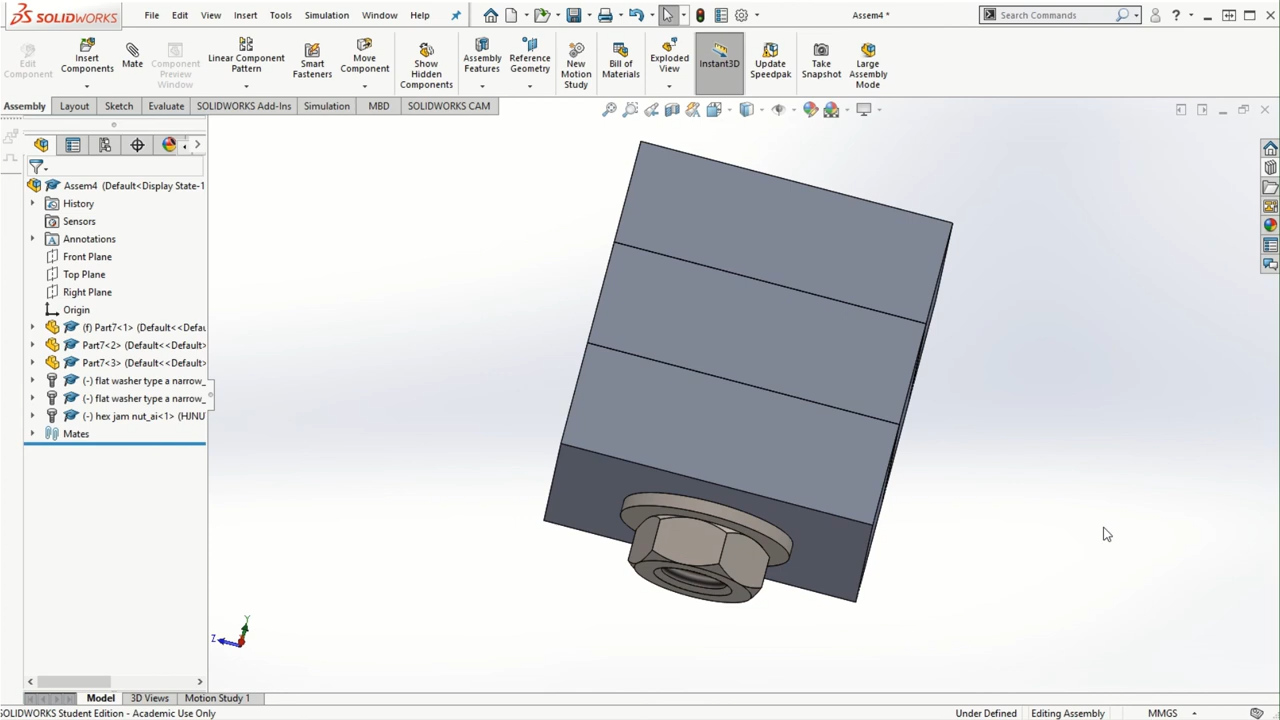 SOLIDWORKS File Edit View Insert Tools Simulation Window Help Assem4 * Search Commands
Edit Component Insert Components Mate Component Preview Window Linear Component Pattern Smart Fasteners Move Component Show Hidden Components Assembly Features Reference Geometry New Motion Study Bill of Materials Exploded View Instant3D Update Speedpak Take Snapshot Large Assembly Mode
Assembly Layout Sketch Evaluate SOLIDWORKS Add-Ins Simulation MBD SOLIDWORKS CAM
Assem4 (Default<Display State-1
History
Sensors
Annotations
Front Plane
Top Plane
Right Plane
Origin
(f) Part7<1> (Default<<Defau
Part7<2> (Default<<Default>
Part7<3> (Default<<Default>
(-) flat washer type a narrow_
(-) flat washer type a narrow_
(-) hex jam nut_ai<1> (HJNU
Mates
Y
Z
Model 3D Views Motion Study 1
SOLIDWORKS Student Edition - Academic Use Only Under Defined Editing Assembly MMGS